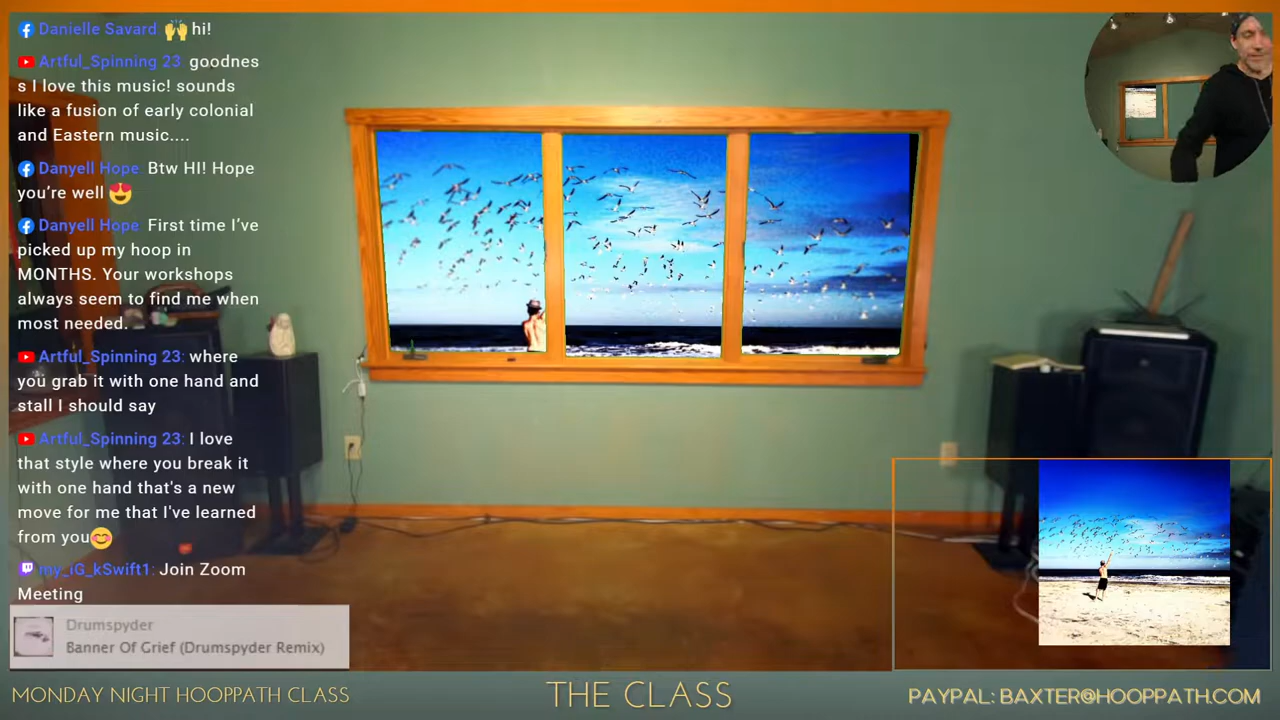 Danielle Savard: 🙌 hi!
Artful_Spinning 23: goodnes
s I love this music! sounds
like a fusion of early colonial
and Eastern music....
Danyell Hope: Btw HI! Hope
you’re well 😍
Danyell Hope: First time I’ve
picked up my hoop in
MONTHS. Your workshops
always seem to find me when
most needed.
Artful_Spinning 23: where
you grab it with one hand and
stall I should say
Artful_Spinning 23: I love
that style where you break it
with one hand that's a new
move for me that I've learned
from you😊
my_iG_kSwift1: Join Zoom
Meeting
Drumspyder
Banner Of Grief (Drumspyder Remix)
MONDAY NIGHT HOOPPATH CLASS
THE CLASS
PAYPAL: BAXTER@HOOPPATH.COM